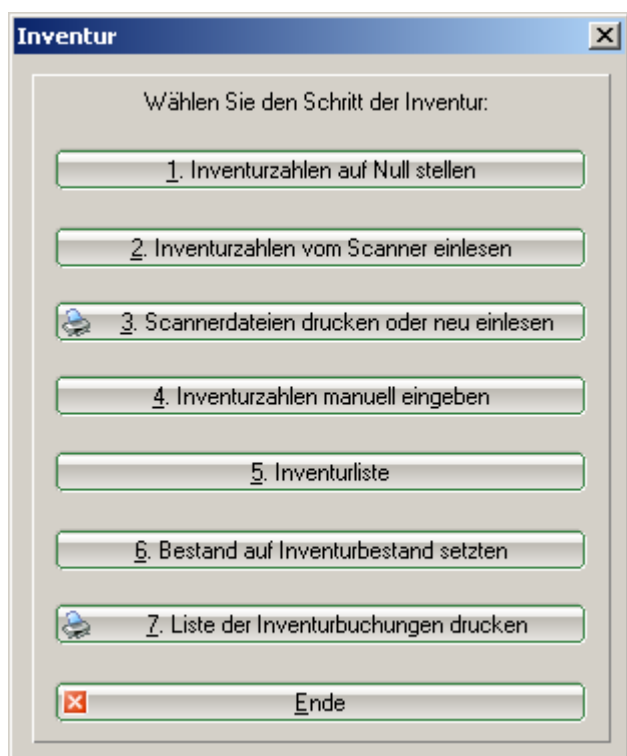 Inventur
Wählen Sie den Schritt der Inventur:
1. Inventurzahlen auf Null stellen
2. Inventurzahlen vom Scanner einlesen
3. Scannerdateien drucken oder neu einlesen
4. Inventurzahlen manuell eingeben
5. Inventurliste
6. Bestand auf Inventurbestand setzten
7. Liste der Inventurbuchungen drucken
Ende